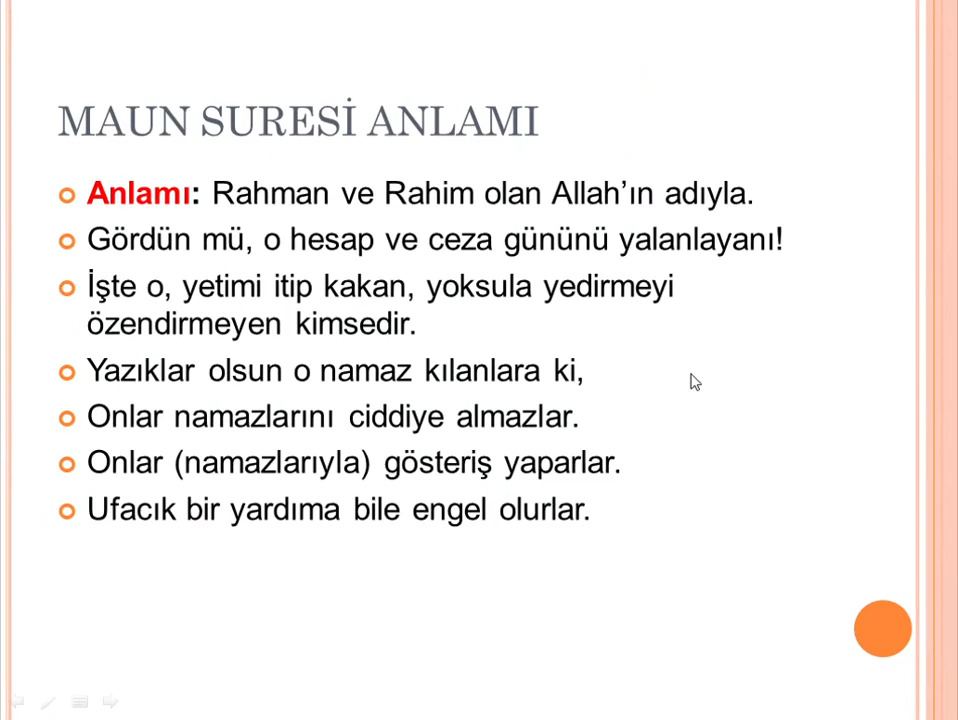 MAUN SURESİ ANLAMI
Anlamı: Rahman ve Rahim olan Allah’ın adıyla.
Gördün mü, o hesap ve ceza gününü yalanlayanı!
İşte o, yetimi itip kakan, yoksula yedirmeyi
özendirmeyen kimsedir.
Yazıklar olsun o namaz kılanlara ki,
Onlar namazlarını ciddiye almazlar.
Onlar (namazlarıyla) gösteriş yaparlar.
Ufacık bir yardıma bile engel olurlar.